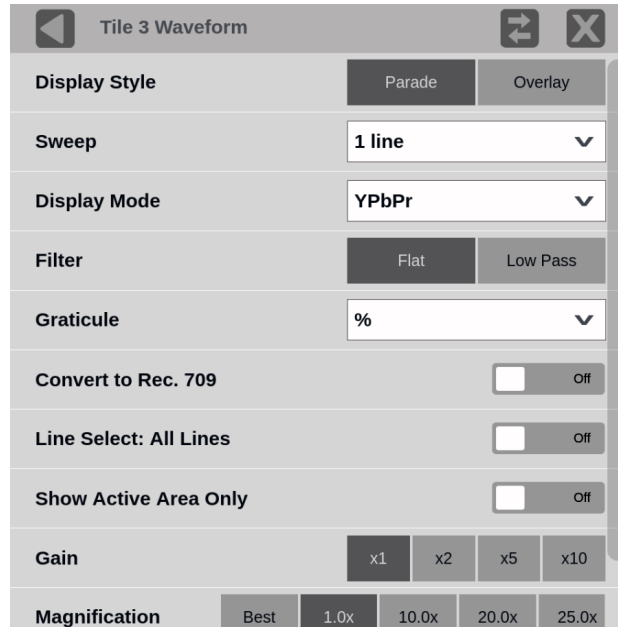 Tile 3 Waveform
Display Style Parade Overlay
Sweep 1 line
Display Mode YPbPr
Filter Flat Low Pass
Graticule %
Convert to Rec. 709 Off
Line Select: All Lines Off
Show Active Area Only Off
Gain x1 x2 x5 x10
Magnification Best 1.0x 10.0x 20.0x 25.0x